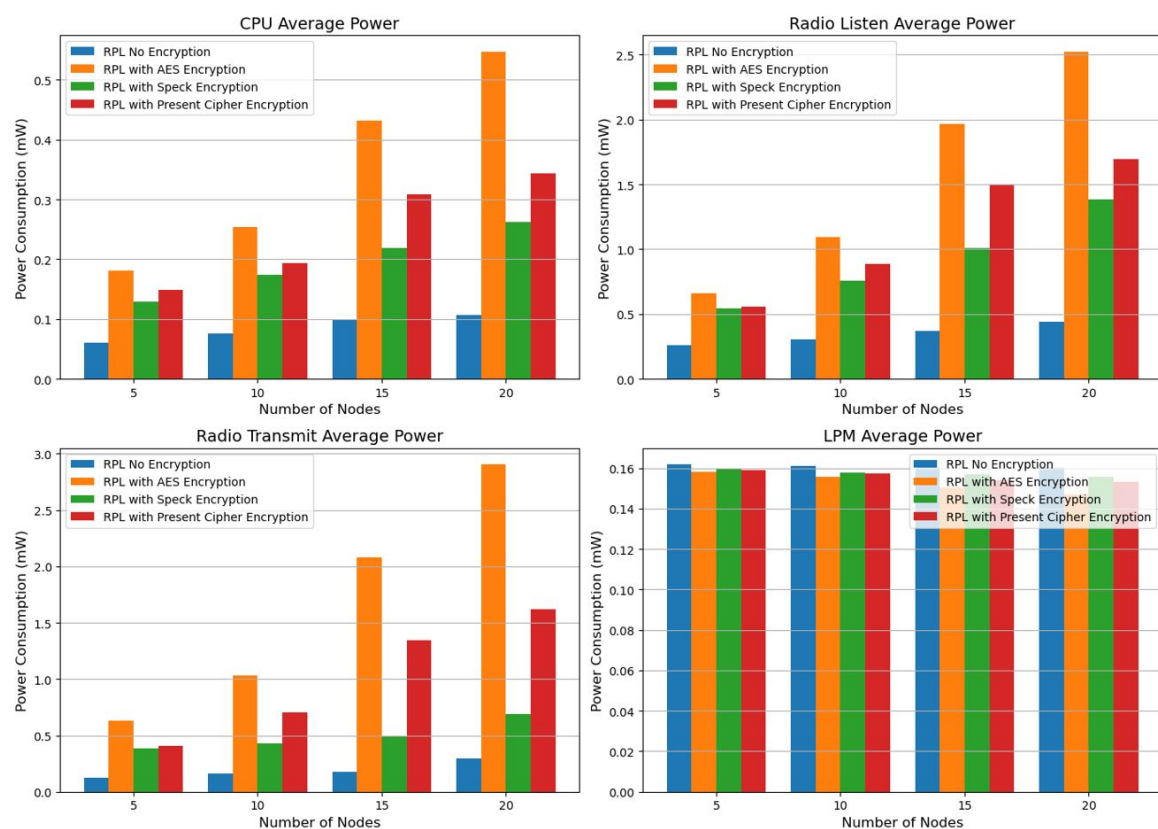 CPU Average Power
RPL No Encryption
RPL with AES Encryption
RPL with Speck Encryption
RPL with Present Cipher Encryption
Power Consumption (mW)
0.5
0.4
0.3
0.2
0.1
0.0
5 10 15 20
Number of Nodes
Radio Listen Average Power
RPL No Encryption
RPL with AES Encryption
RPL with Speck Encryption
RPL with Present Cipher Encryption
Power Consumption (mW)
2.5
2.0
1.5
1.0
0.5
0.0
5 10 15 20
Number of Nodes
Radio Transmit Average Power
RPL No Encryption
RPL with AES Encryption
RPL with Speck Encryption
RPL with Present Cipher Encryption
Power Consumption (mW)
3.0
2.5
2.0
1.5
1.0
0.5
0.0
5 10 15 20
Number of Nodes
LPM Average Power
RPL No Encryption
RPL with AES Encryption
RPL with Speck Encryption
RPL with Present Cipher Encryption
Power Consumption (mW)
0.16
0.14
0.12
0.10
0.08
0.06
0.04
0.02
0.00
5 10 15 20
Number of Nodes